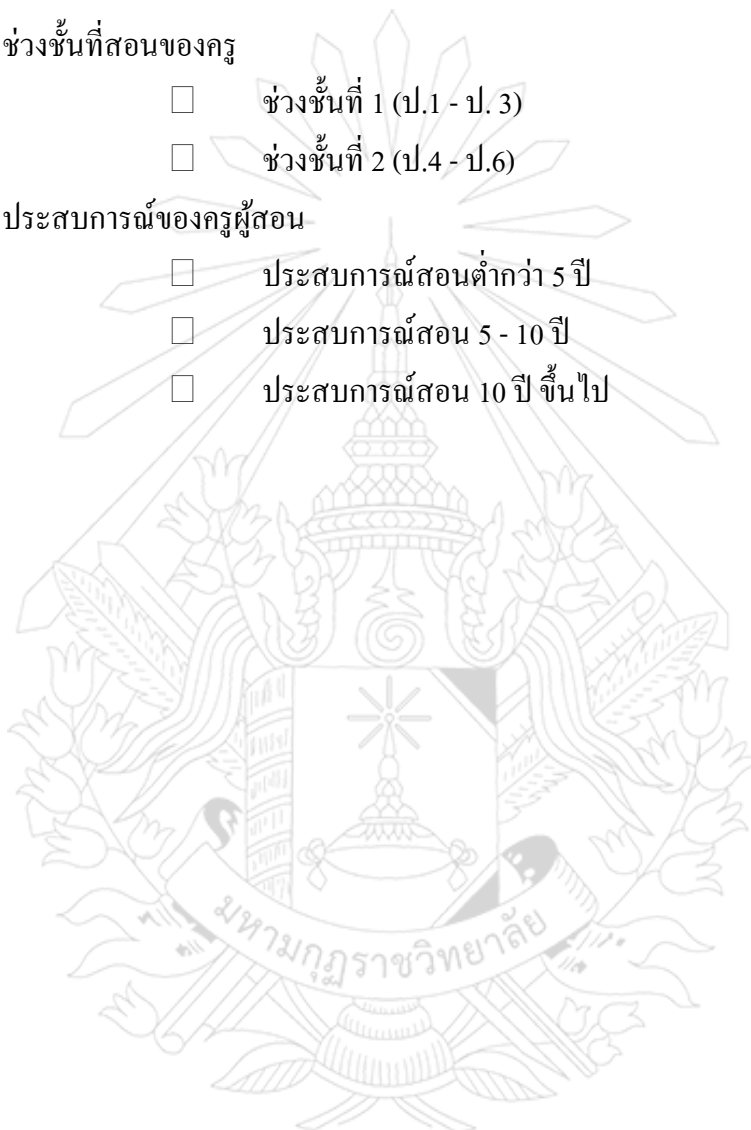 ช่วงชั้นที่สอนของครู
☐ ช่วงชั้นที่ 1 (ป.1 - ป. 3)
☐ ช่วงชั้นที่ 2 (ป.4 - ป.6)
ประสบการณ์ของครูผู้สอน
☐ ประสบการณ์สอนต่ำกว่า 5 ปี
☐ ประสบการณ์สอน 5 - 10 ปี
☐ ประสบการณ์สอน 10 ปี ขึ้นไป
มหามกุฏราชวิทยาลัย